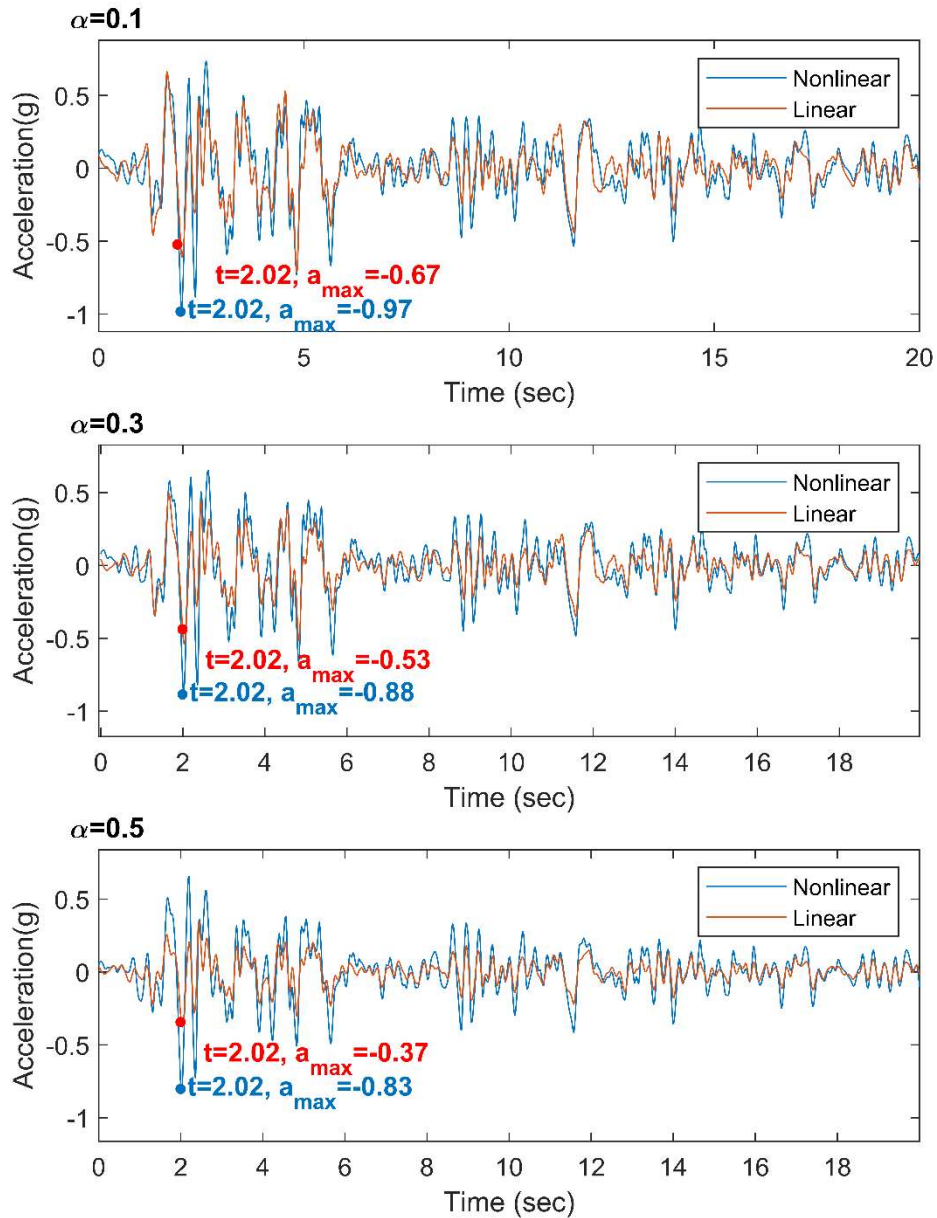 α=0.1
Nonlinear
Linear
0.5
0
-0.5
-1
Acceleration(g)
t=2.02, a_max=-0.67
t=2.02, a_max=-0.97
0 5 10 15 20
Time (sec)
α=0.3
Nonlinear
Linear
0.5
0
-0.5
-1
Acceleration(g)
t=2.02, a_max=-0.53
t=2.02, a_max=-0.88
0 2 4 6 8 10 12 14 16 18
Time (sec)
α=0.5
Nonlinear
Linear
0.5
0
-0.5
-1
Acceleration(g)
t=2.02, a_max=-0.37
t=2.02, a_max=-0.83
0 2 4 6 8 10 12 14 16 18
Time (sec)